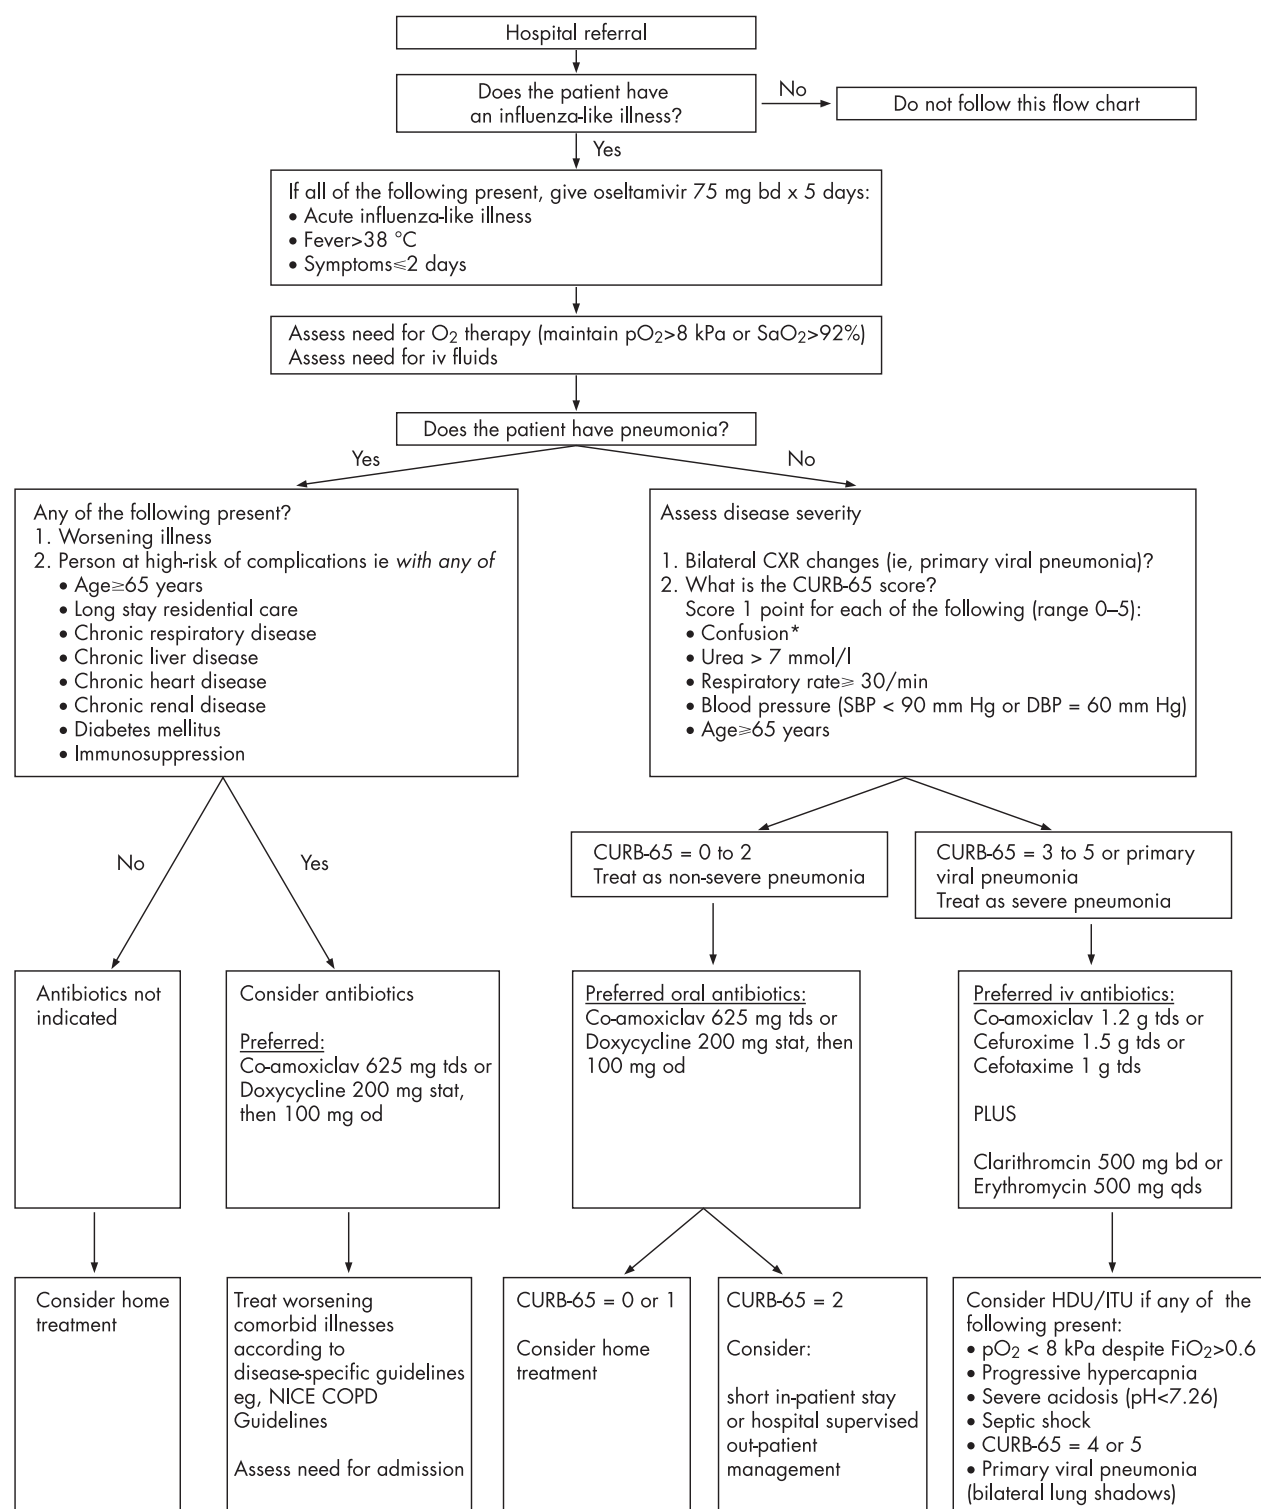 Hospital referral
Does the patient have
an influenza-like illness?
No
Do not follow this flow chart
Yes
If all of the following present, give oseltamivir 75 mg bd x 5 days:
• Acute influenza-like illness
• Fever>38 °C
• Symptoms≤2 days
Assess need for O₂ therapy (maintain pO₂>8 kPa or SaO₂>92%)
Assess need for iv fluids
Does the patient have pneumonia?
Yes
No
Any of the following present?
1. Worsening illness
2. Person at high-risk of complications ie with any of
• Age≥65 years
• Long stay residential care
• Chronic respiratory disease
• Chronic liver disease
• Chronic heart disease
• Chronic renal disease
• Diabetes mellitus
• Immunosuppression
Assess disease severity
1. Bilateral CXR changes (ie, primary viral pneumonia)?
2. What is the CURB-65 score?
Score 1 point for each of the following (range 0–5):
• Confusion*
• Urea > 7 mmol/l
• Respiratory rate≥ 30/min
• Blood pressure (SBP < 90 mm Hg or DBP = 60 mm Hg)
• Age≥65 years
No
Yes
CURB-65 = 0 to 2
Treat as non-severe pneumonia
CURB-65 = 3 to 5 or primary
viral pneumonia
Treat as severe pneumonia
Antibiotics not
indicated
Consider antibiotics
Preferred:
Co-amoxiclav 625 mg tds or
Doxycycline 200 mg stat,
then 100 mg od
Preferred oral antibiotics:
Co-amoxiclav 625 mg tds or
Doxycycline 200 mg stat, then
100 mg od
Preferred iv antibiotics:
Co-amoxiclav 1.2 g tds or
Cefuroxime 1.5 g tds or
Cefotaxime 1 g tds
PLUS
Clarithromcin 500 mg bd or
Erythromycin 500 mg qds
Consider home
treatment
Treat worsening
comorbid illnesses
according to
disease-specific guidelines
eg, NICE COPD
Guidelines
Assess need for admission
CURB-65 = 0 or 1
Consider home
treatment
CURB-65 = 2
Consider:
short in-patient stay
or hospital supervised
out-patient
management
Consider HDU/ITU if any of the
following present:
• pO₂ < 8 kPa despite FiO₂>0.6
• Progressive hypercapnia
• Severe acidosis (pH<7.26)
• Septic shock
• CURB-65 = 4 or 5
• Primary viral pneumonia
(bilateral lung shadows)